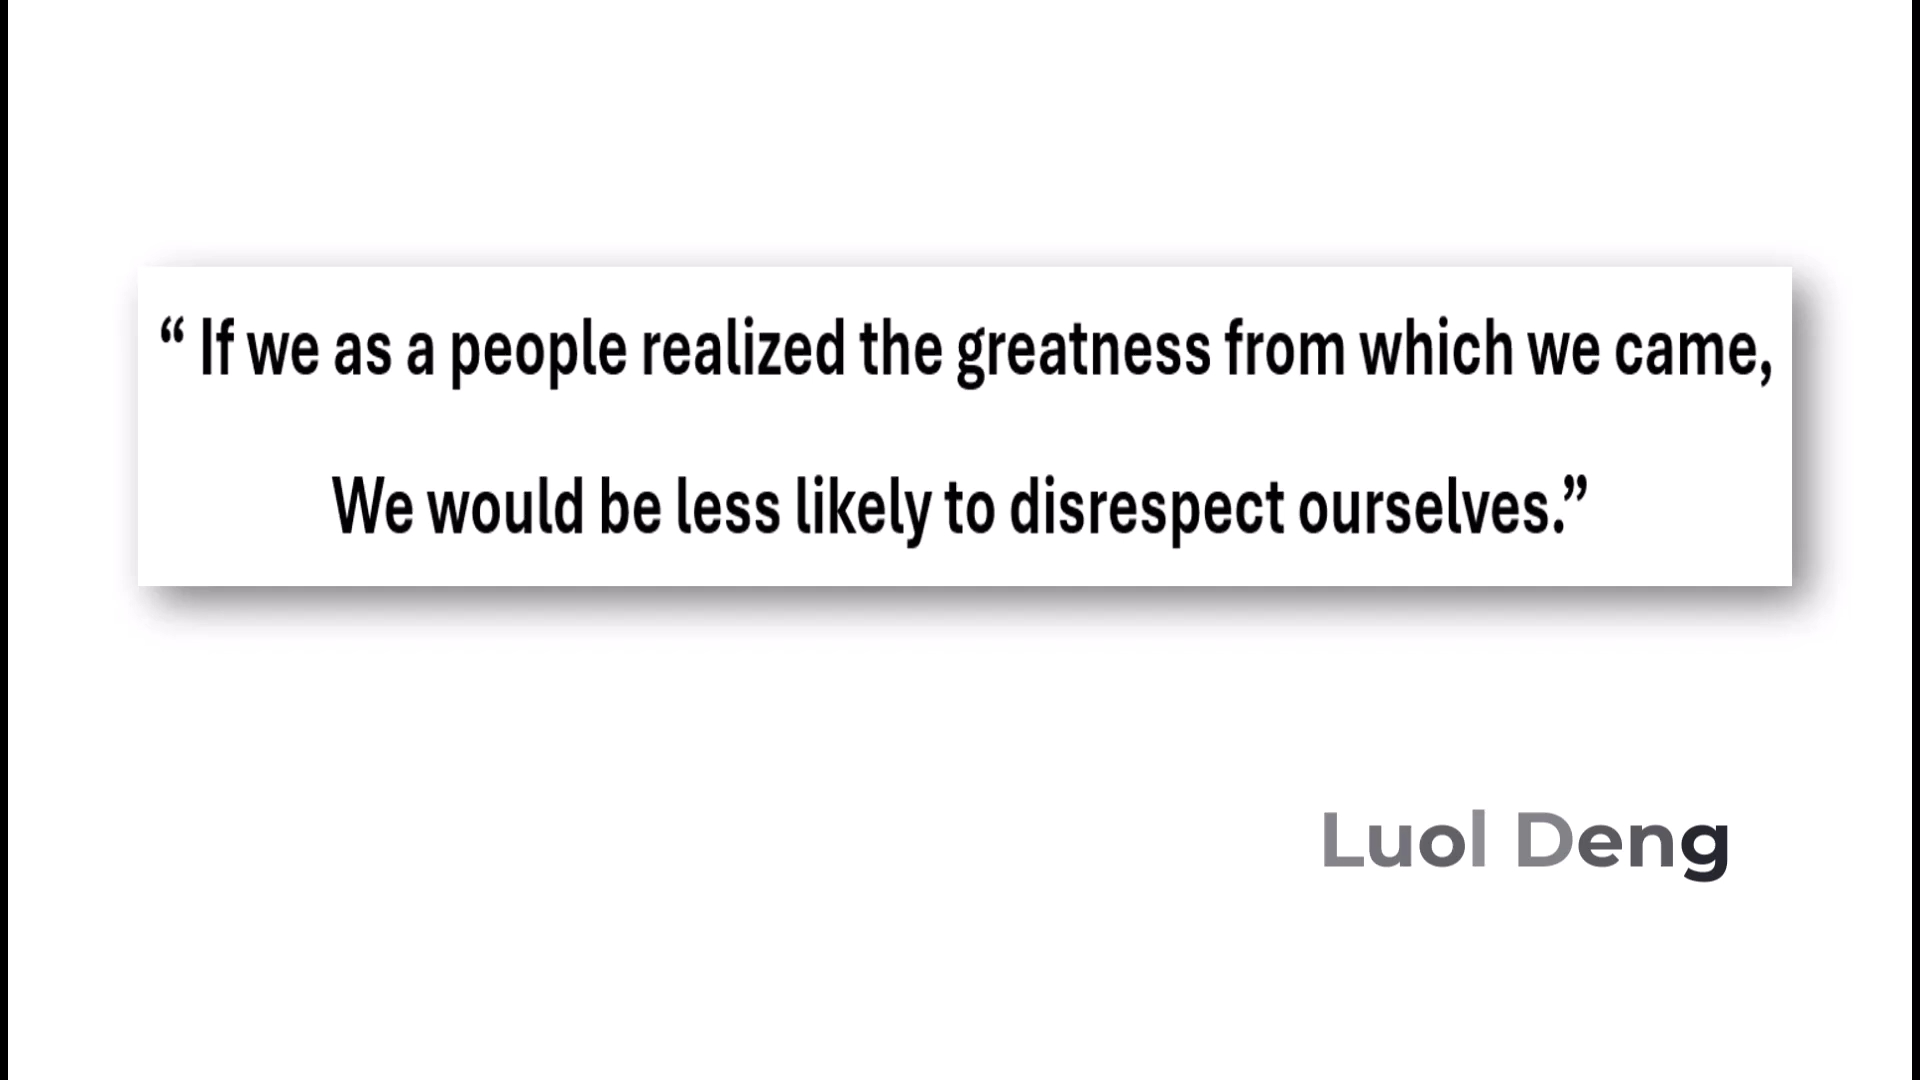 “ If we as a people realized the greatness from which we came,
We would be less likely to disrespect ourselves.”
Luol Deng